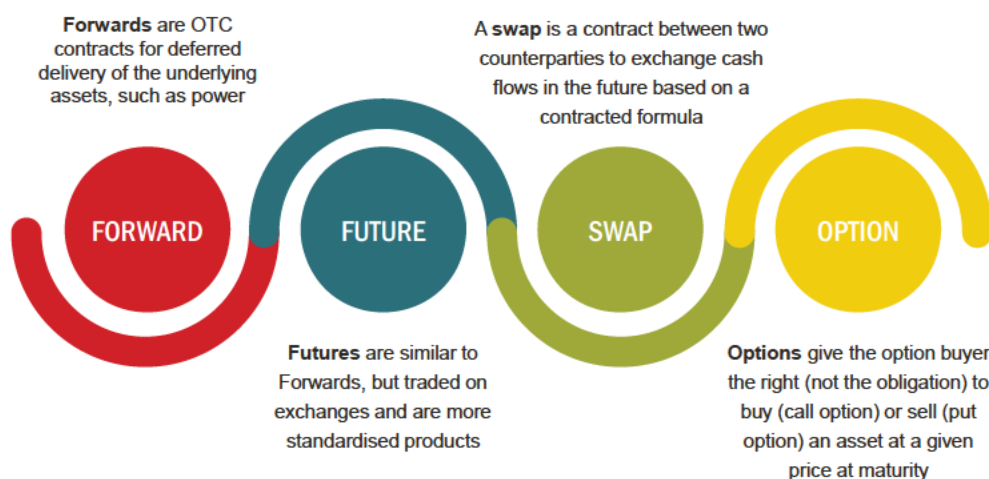 Forwards are OTC
contracts for deferred
delivery of the underlying
assets, such as power
A swap is a contract between two
counterparties to exchange cash
flows in the future based on a
contracted formula
FORWARD
FUTURE
SWAP
OPTION
Futures are similar to
Forwards, but traded on
exchanges and are more
standardised products
Options give the option buyer
the right (not the obligation) to
buy (call option) or sell (put
option) an asset at a given
price at maturity